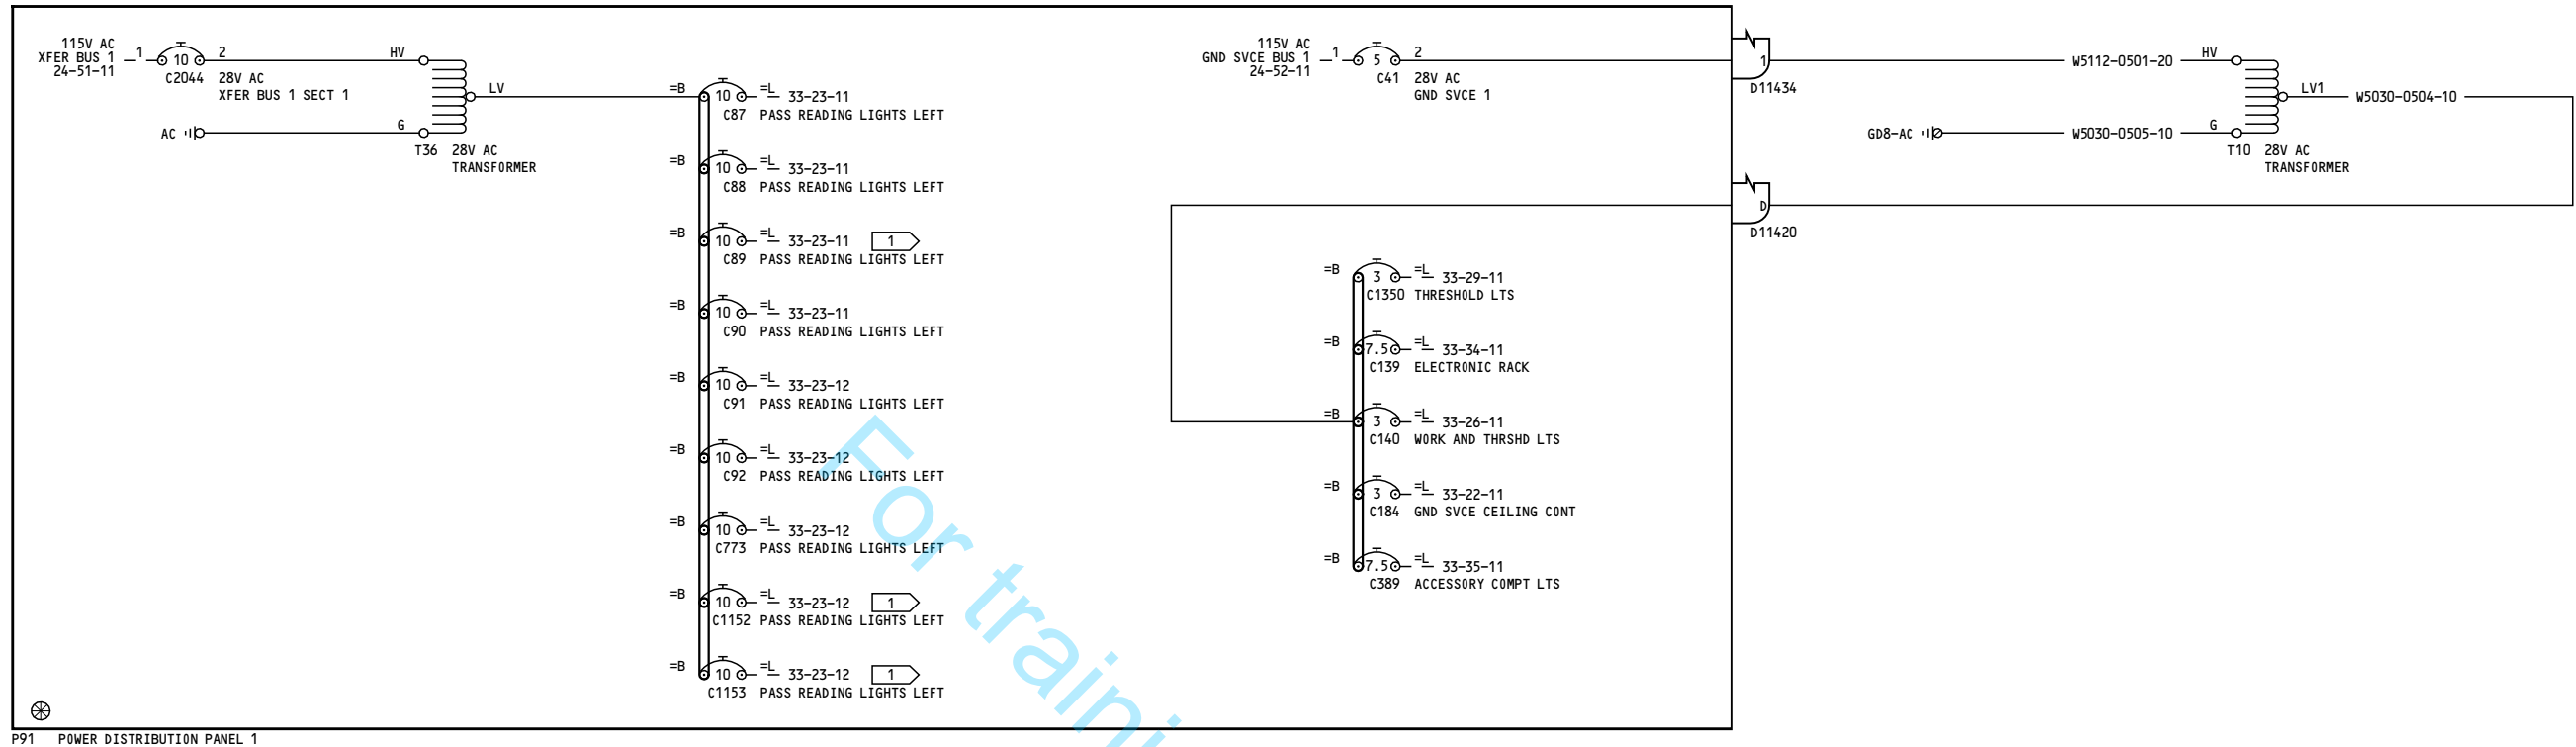 115V AC
XFER BUS 1
24-51-11
1
10
2
C2044
28V AC
XFER BUS 1 SECT 1
HV
LV
AC
G
T36
28V AC
TRANSFORMER
=B 10 =L 33-23-11
C87 PASS READING LIGHTS LEFT
=B 10 =L 33-23-11
C88 PASS READING LIGHTS LEFT
=B 10 =L 33-23-11 1
C89 PASS READING LIGHTS LEFT
=B 10 =L 33-23-11
C90 PASS READING LIGHTS LEFT
=B 10 =L 33-23-12
C91 PASS READING LIGHTS LEFT
=B 10 =L 33-23-12
C92 PASS READING LIGHTS LEFT
=B 10 =L 33-23-12
C773 PASS READING LIGHTS LEFT
=B 10 =L 33-23-12 1
C1152 PASS READING LIGHTS LEFT
=B 10 =L 33-23-12 1
C1153 PASS READING LIGHTS LEFT
115V AC
GND SVCE BUS 1
24-52-11
1
5
2
C41
28V AC
GND SVCE 1
1
D11434
W5112-0501-20
HV
LV1
W5030-0504-10
GD8-AC
W5030-0505-10
G
T10
28V AC
TRANSFORMER
D
D11420
=B 3 =L 33-29-11
C1350 THRESHOLD LTS
=B 7.5 =L 33-34-11
C139 ELECTRONIC RACK
=B 3 =L 33-26-11
C140 WORK AND THRSHD LTS
=B 3 =L 33-22-11
C184 GND SVCE CEILING CONT
=B 7.5 =L 33-35-11
C389 ACCESSORY COMPT LTS
P91 POWER DISTRIBUTION PANEL 1
For traini